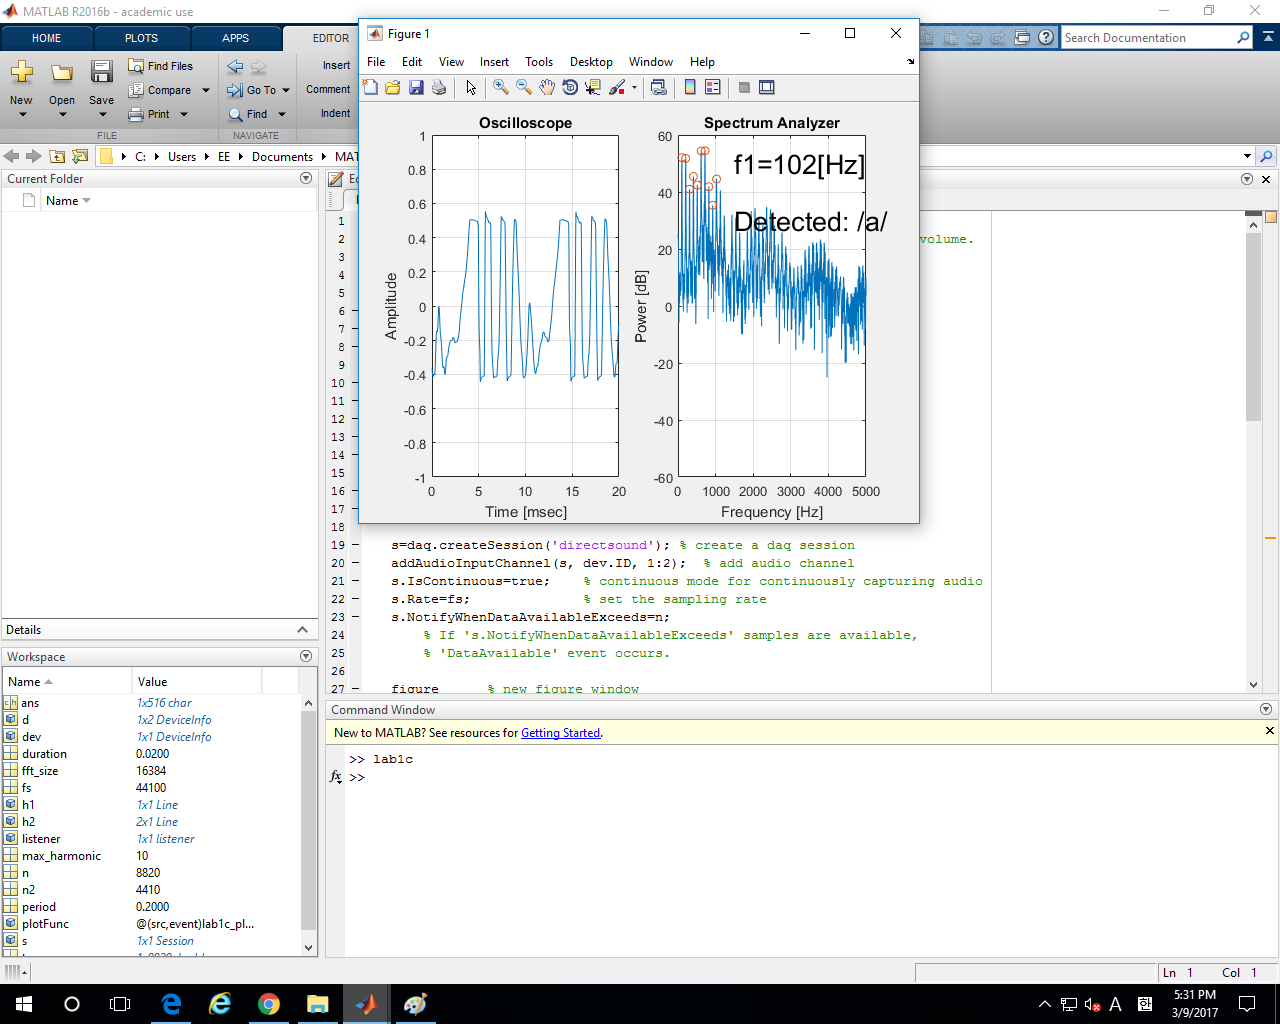 MATLAB R2016b - academic use
HOME PLOTS APPS EDITOR
Search Documentation
New Open Save
Find Files
Compare
Print
FILE
Go To
Find
NAVIGATE
Insert
Comment
Indent
C: Users EE Documents
Current Folder
Name
Details
Workspace
Name Value
ans 1x516 char
d 1x2 DeviceInfo
dev 1x1 DeviceInfo
duration 0.0200
fft_size 16384
fs 44100
h1 1x1 Line
h2 2x1 Line
listener 1x1 listener
max_harmonic 10
n 8820
n2 4410
period 0.2000
plotFunc @(src,event)lab1c_pl...
s 1x1 Session
Figure 1
File Edit View Insert Tools Desktop Window Help
Oscilloscope
1
0.8
0.6
0.4
0.2
0
-0.2
-0.4
-0.6
-0.8
-1
Amplitude
0 5 10 15 20
Time [msec]
Spectrum Analyzer
60
40
20
0
-20
-40
-60
Power [dB]
0 1000 2000 3000 4000 5000
Frequency [Hz]
f1=102[Hz]
Detected: /a/
1
2 volume.
3
4
5
6
7
8
9
10
11
12
13
14
15
16
17
18
19 s=daq.createSession('directsound'); % create a daq session
20 addAudioInputChannel(s, dev.ID, 1:2); % add audio channel
21 s.IsContinuous=true; % continuous mode for continuously capturing audio
22 s.Rate=fs; % set the sampling rate
23 s.NotifyWhenDataAvailableExceeds=n;
24 % If 's.NotifyWhenDataAvailableExceeds' samples are available,
25 % 'DataAvailable' event occurs.
26
27 figure % new figure window
Command Window
New to MATLAB? See resources for Getting Started.
>> lab1c
fx >>
Ln 1 Col 1
A 한
5:31 PM
3/9/2017